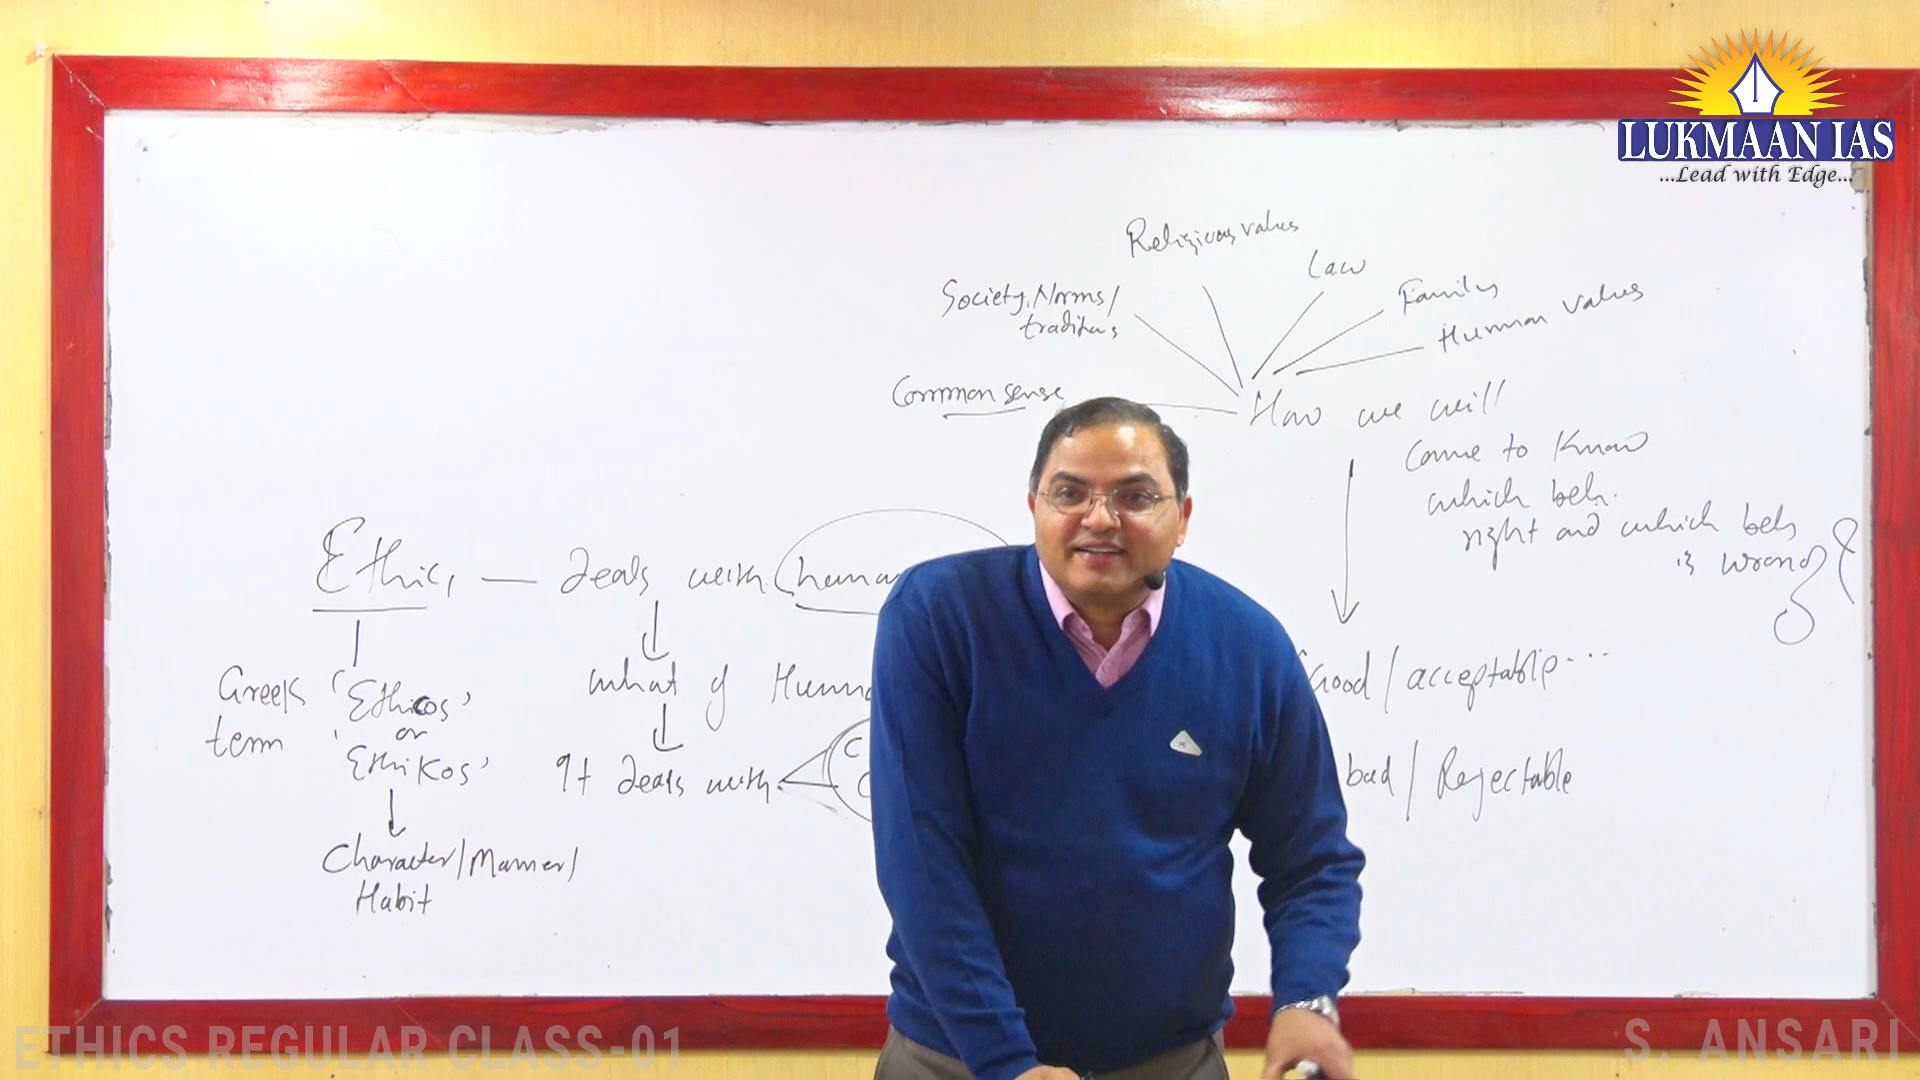 LUKMAAN IAS
...Lead with Edge...
Religious values
Law
Society, Norms/
traditions
Family
Human values
Common sense
How we will
come to know
which beh.
right and which beh
is wrong
Ethics — deals with human
Greek
term
'Ethicos'
or
'Ethikos'
Character/Manner/
Habit
what of Human
It deals with
Good/acceptable...
bad/Rejectable
ETHICS REGULAR CLASS-01
S. ANSARI